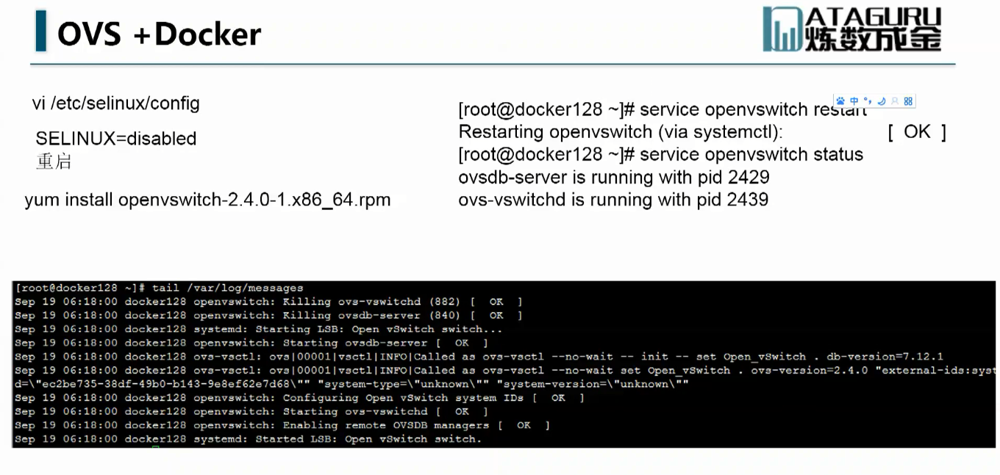 OVS +Docker
ATAGURU
炼数成金
vi /etc/selinux/config
SELINUX=disabled
重启
yum install openvswitch-2.4.0-1.x86_64.rpm
中
[root@docker128 ~]# service openvswitch restart
Restarting openvswitch (via systemctl): [ OK ]
[root@docker128 ~]# service openvswitch status
ovsdb-server is running with pid 2429
ovs-vswitchd is running with pid 2439
[root@docker128 ~]# tail /var/log/messages
Sep 19 06:18:00 docker128 openvswitch: Killing ovs-vswitchd (882) [ OK ]
Sep 19 06:18:00 docker128 openvswitch: Killing ovsdb-server (840) [ OK ]
Sep 19 06:18:00 docker128 systemd: Starting LSB: Open vSwitch switch...
Sep 19 06:18:00 docker128 openvswitch: Starting ovsdb-server [ OK ]
Sep 19 06:18:00 docker128 ovs-vsctl: ovs|00001|vsctl|INFO|Called as ovs-vsctl --no-wait -- init -- set Open_vSwitch . db-version=7.12.1
Sep 19 06:18:00 docker128 ovs-vsctl: ovs|00001|vsctl|INFO|Called as ovs-vsctl --no-wait set Open_vSwitch . ovs-version=2.4.0 "external-ids:syst
d=\"ec2be735-38df-49b0-b143-9e8ef62e7d68\"" "system-type=\"unknown\"" "system-version=\"unknown\""
Sep 19 06:18:00 docker128 openvswitch: Configuring Open vSwitch system IDs [ OK ]
Sep 19 06:18:00 docker128 openvswitch: Starting ovs-vswitchd [ OK ]
Sep 19 06:18:00 docker128 openvswitch: Enabling remote OVSDB managers [ OK ]
Sep 19 06:18:00 docker128 systemd: Started LSB: Open vSwitch switch.